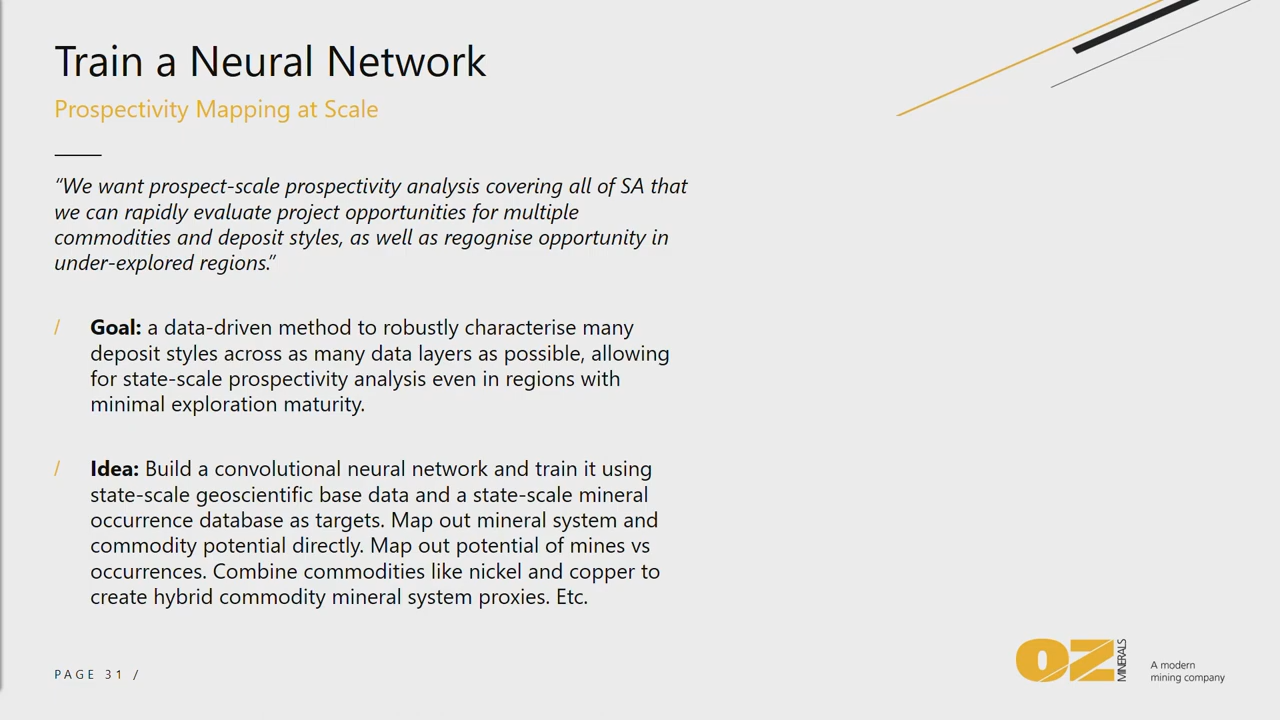 Train a Neural Network
Prospectivity Mapping at Scale
“We want prospect-scale prospectivity analysis covering all of SA that
we can rapidly evaluate project opportunities for multiple
commodities and deposit styles, as well as regognise opportunity in
under-explored regions.”
/ Goal: a data-driven method to robustly characterise many
deposit styles across as many data layers as possible, allowing
for state-scale prospectivity analysis even in regions with
minimal exploration maturity.
/ Idea: Build a convolutional neural network and train it using
state-scale geoscientific base data and a state-scale mineral
occurrence database as targets. Map out mineral system and
commodity potential directly. Map out potential of mines vs
occurrences. Combine commodities like nickel and copper to
create hybrid commodity mineral system proxies. Etc.
PAGE 31 /
OZ MINERALS
A modern
mining company